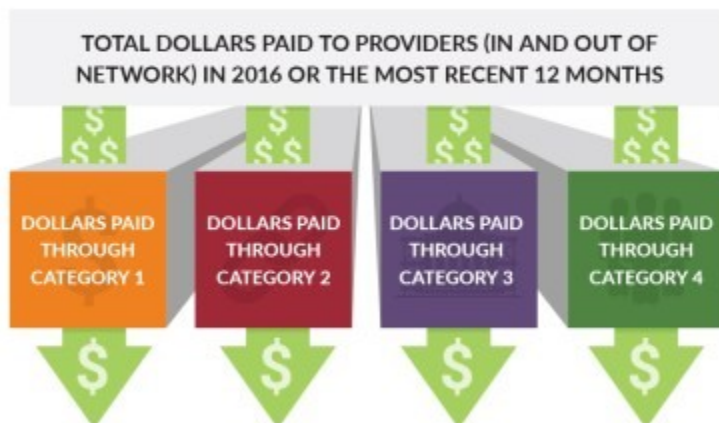 TOTAL DOLLARS PAID TO PROVIDERS (IN AND OUT OF
NETWORK) IN 2016 OR THE MOST RECENT 12 MONTHS
$
$ $
$
$ $
$
$ $
$
$ $
DOLLARS PAID
THROUGH
CATEGORY 1
DOLLARS PAID
THROUGH
CATEGORY 2
DOLLARS PAID
THROUGH
CATEGORY 3
DOLLARS PAID
THROUGH
CATEGORY 4
$
$
$
$